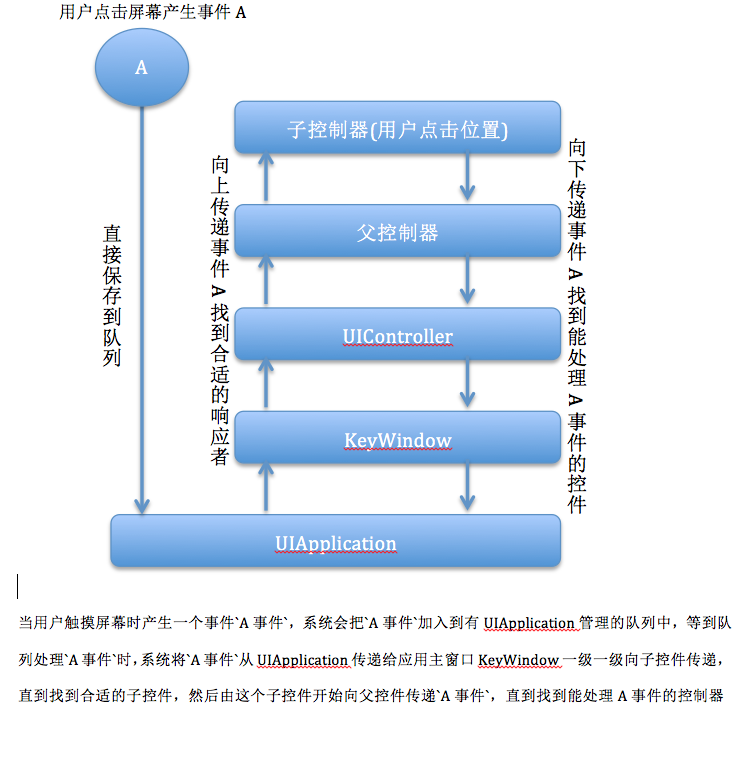 用户点击屏幕产生事件 A
A
子控制器(用户点击位置)
父控制器
UIController
KeyWindow
UIApplication
直接保存到队列
向上传递事件 A 找到合适的响应者
向下传递事件 A 找到能处理 A 事件的控件
当用户触摸屏幕时产生一个事件`A 事件`，系统会把`A 事件`加入到有 UIApplication 管理的队列中，等到队
列处理`A 事件`时，系统将`A 事件`从 UIApplication 传递给应用主窗口 KeyWindow 一级一级向子控件传递，
直到找到合适的子控件，然后由这个子控件开始向父控件传递`A 事件`，直到找到能处理 A 事件的控制器